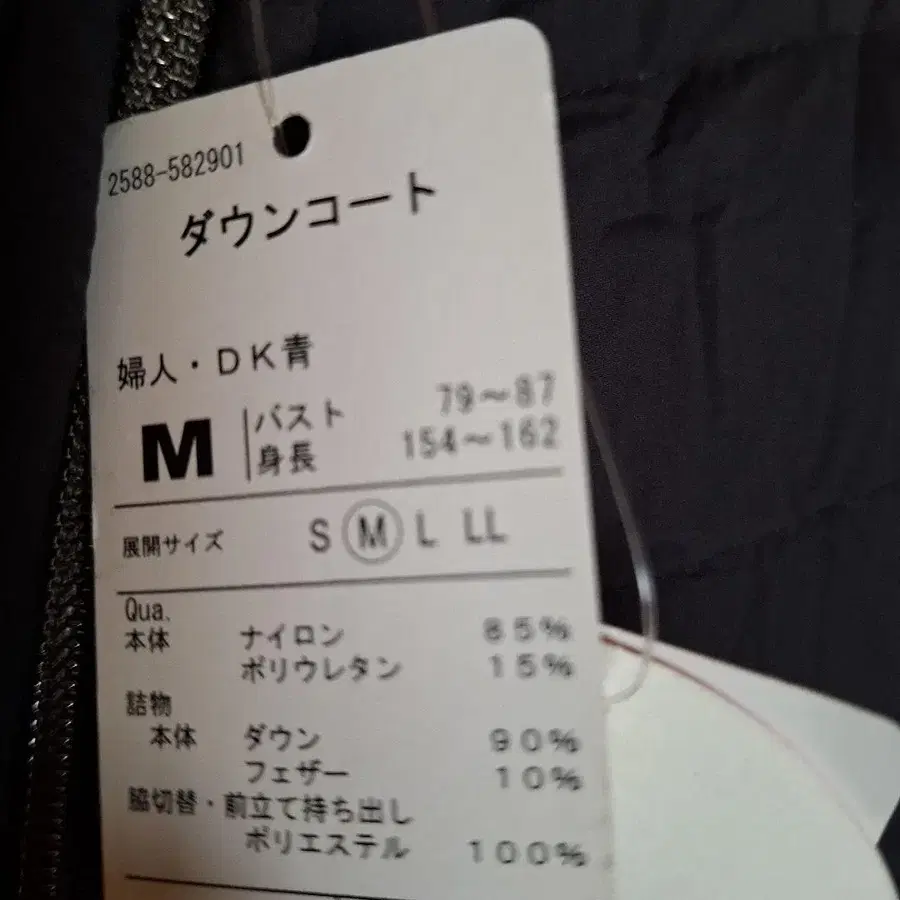 2588-582901
ダウンコート
婦人・DK青
M バスト 79～87
身長 154～162
展開サイズ S M L LL
Qua.
本体 ナイロン 85%
ポリウレタン 15%
詰物
本体 ダウン 90%
フェザー 10%
脇切替・前立て持ち出し
ポリエステル 100%